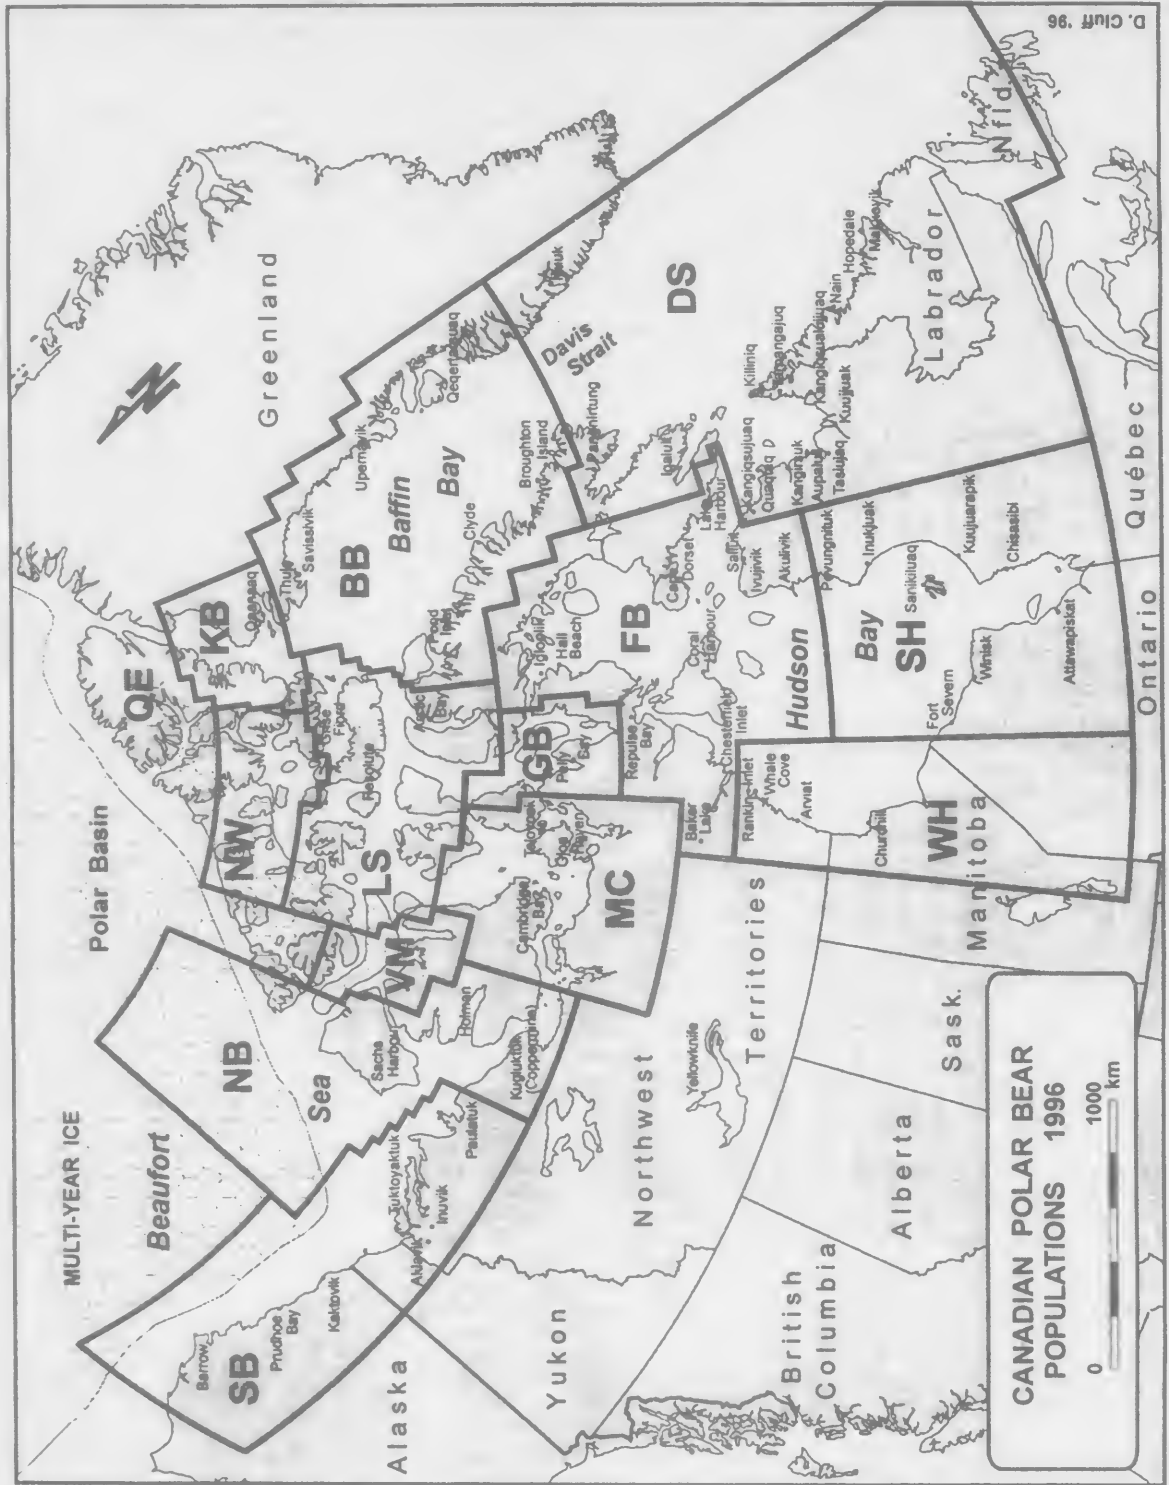 D. Cluff '96
MULTI-YEAR ICE
Polar Basin
Beaufort
Sea
Greenland
Baffin
Bay
Davis
Strait
Hudson
Bay
QE
KB
NW
BB
LS
VM
NB
SB
GB
MC
FB
DS
SH
WH
Barrow
Prudhoe
Bay
Kaktovik
Aklavik
Tuktoyaktuk
Inuvik
Paulatuk
Sachs
Harbour
Holman
Kugluktuk
(Coppermine)
Cambridge
Bay
Gjoa
Haven
Pelly
Bay
Resolute
Grise
Fiord
Arctic
Bay
Pond
Inlet
Qaanaaq
Thule
Savissivik
Upernavik
Clyde
Broughton
Island
Pangnirtung
Iqaluit
Lake
Harbour
Cape
Dorset
Igloolik
Hall
Beach
Repulse
Bay
Coral
Harbour
Chesterfield
Inlet
Baker
Lake
Rankin Inlet
Whale
Cove
Arviat
Churchill
Fort
Severn
Winisk
Attawapiskat
Chisasibi
Kuujuarapik
Sanikiluaq
Inukjuak
Povungnituk
Akulivik
Ivujivik
Salluit
Kangiqsujuaq
Quaqtaq
Kangirsuk
Aupaluk
Tasiujaq
Kuujjuak
Killiniq
Nain
Hopedale
Yellowknife
Labrador
Nfld.
Québec
Ontario
Manitoba
Sask.
Alberta
British
Columbia
Yukon
Alaska
Northwest
Territories
CANADIAN POLAR BEAR
POPULATIONS 1996
0
1000
km